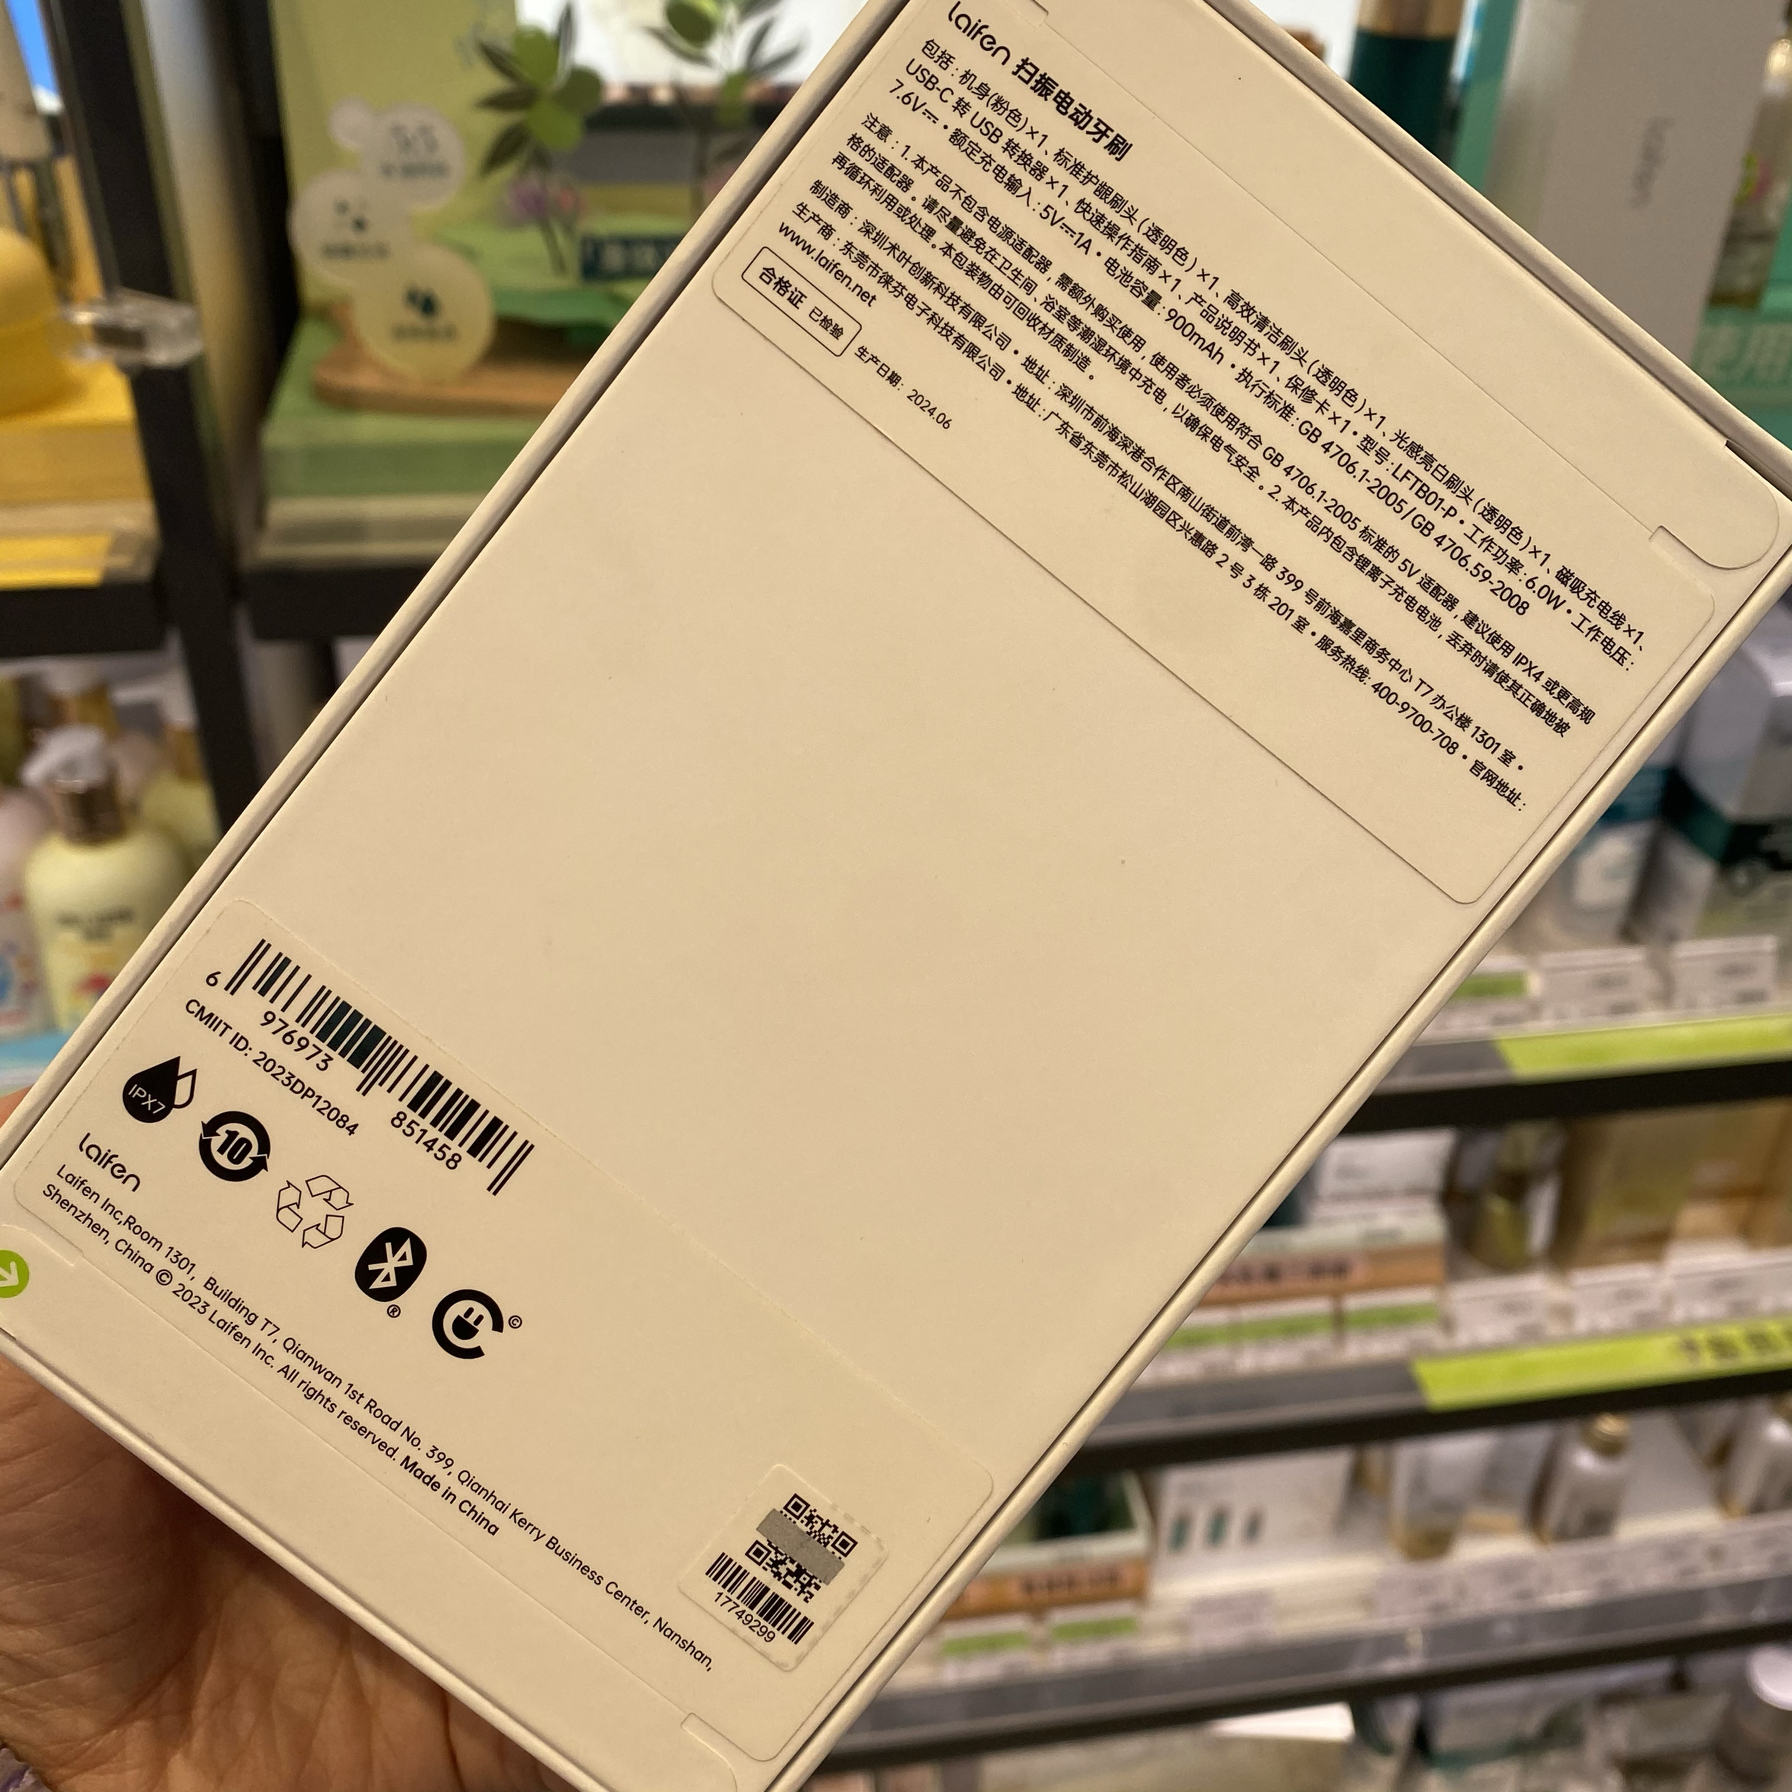 laifen 扫振电动牙刷
包括 : 机身(粉色)×1、标准护龈刷头(透明色)×1、高效清洁刷头(透明色)×1、光感亮白刷头(透明色)×1、磁吸充电线×1、
USB-C 转 USB 转换器×1、快速操作指南×1、产品说明书×1、保修卡×1 • 型号 : LFTB01-P • 工作功率 : 6.0W • 工作电压 :
7.6V⎓ • 额定充电输入 : 5V⎓1A • 电池容量 : 900mAh • 执行标准 : GB 4706.1-2005 / GB 4706.59-2008
注意 : 1. 本产品不包含电源适配器, 需额外购买使用, 使用者必须使用符合 GB 4706.1-2005 标准的 5V 适配器, 建议使用 IPX4 或更高规
格的适配器。请尽量避免在卫生间、浴室等潮湿环境中充电, 以确保电气安全。2. 本产品内包含锂离子充电电池, 丢弃时请使其正确地被
再循环利用或处理。本包装物由可回收材质制造。
制造商 : 深圳术叶创新科技有限公司 • 地址 : 深圳市前海深港合作区南山街道前湾一路 399 号前海嘉里商务中心 T7 办公楼 1301 室 •
生产商 : 东莞市徕芬电子科技有限公司 • 地址 : 广东省东莞市松山湖园区兴惠路 2 号 3 栋 201 室 • 服务热线: 400-9700-708 • 官网地址 :
www.laifen.net
合格证 已检验
生产日期: 2024.06
6 976973 851458
CMIIT ID: 2023DP12084
IPX7
10
®
©
laifen
Laifen Inc,Room 1301, Building T7, Qianwan 1st Road No. 399, Qianhai Kerry Business Center, Nanshan,
Shenzhen, China © 2023 Laifen Inc. All rights reserved. Made in China
17749299